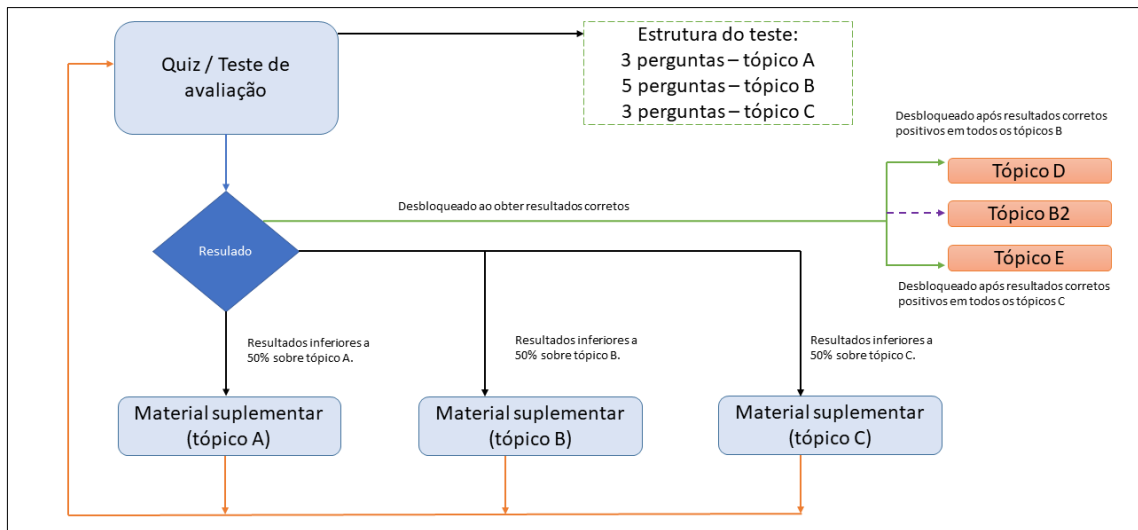 Quiz / Teste de
avaliação
Estrutura do teste:
3 perguntas – tópico A
5 perguntas – tópico B
3 perguntas – tópico C
Desbloqueado após resultados corretos
positivos em todos os tópicos B
Tópico D
Desbloqueado ao obter resultados corretos
Tópico B2
Resulado
Tópico E
Desbloqueado após resultados corretos
positivos em todos os tópicos C
Resultados inferiores a
50% sobre tópico A.
Resultados inferiores a
50% sobre tópico B.
Resultados inferiores a
50% sobre tópico C.
Material suplementar
(tópico A)
Material suplementar
(tópico B)
Material suplementar
(tópico C)